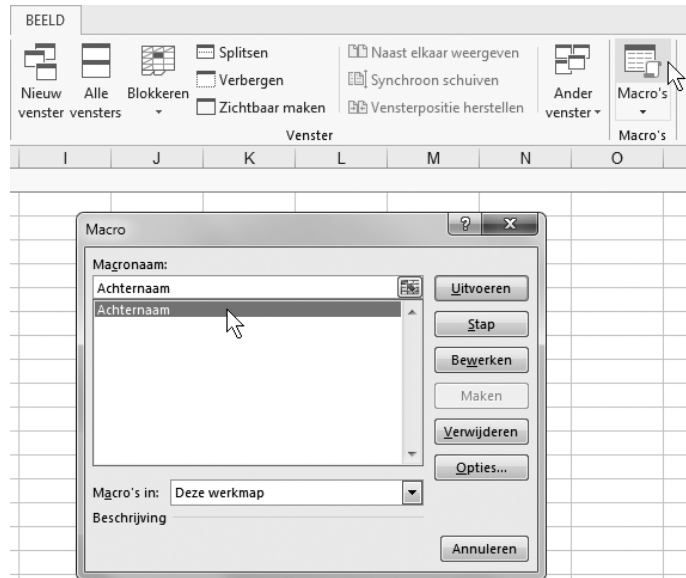 BEELD
Splitsen
Verbergen
Zichtbaar maken
Naast elkaar weergeven
Synchroon schuiven
Vensterpositie herstellen
Nieuw venster
Alle vensters
Blokkeren
Ander venster
Macro's
Venster
Macro's
I J K L M N O
Macro
?
X
Macronaam:
Achternaam
Achternaam
Uitvoeren
Stap
Bewerken
Maken
Verwijderen
Opties...
Macro's in: Deze werkmap
Beschrijving
Annuleren